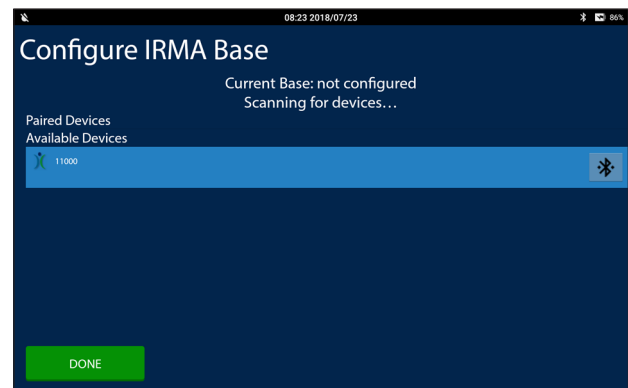 08:23 2018/07/23 86%
Configure IRMA Base
Current Base: not configured
Scanning for devices...
Paired Devices
Available Devices
11000
DONE